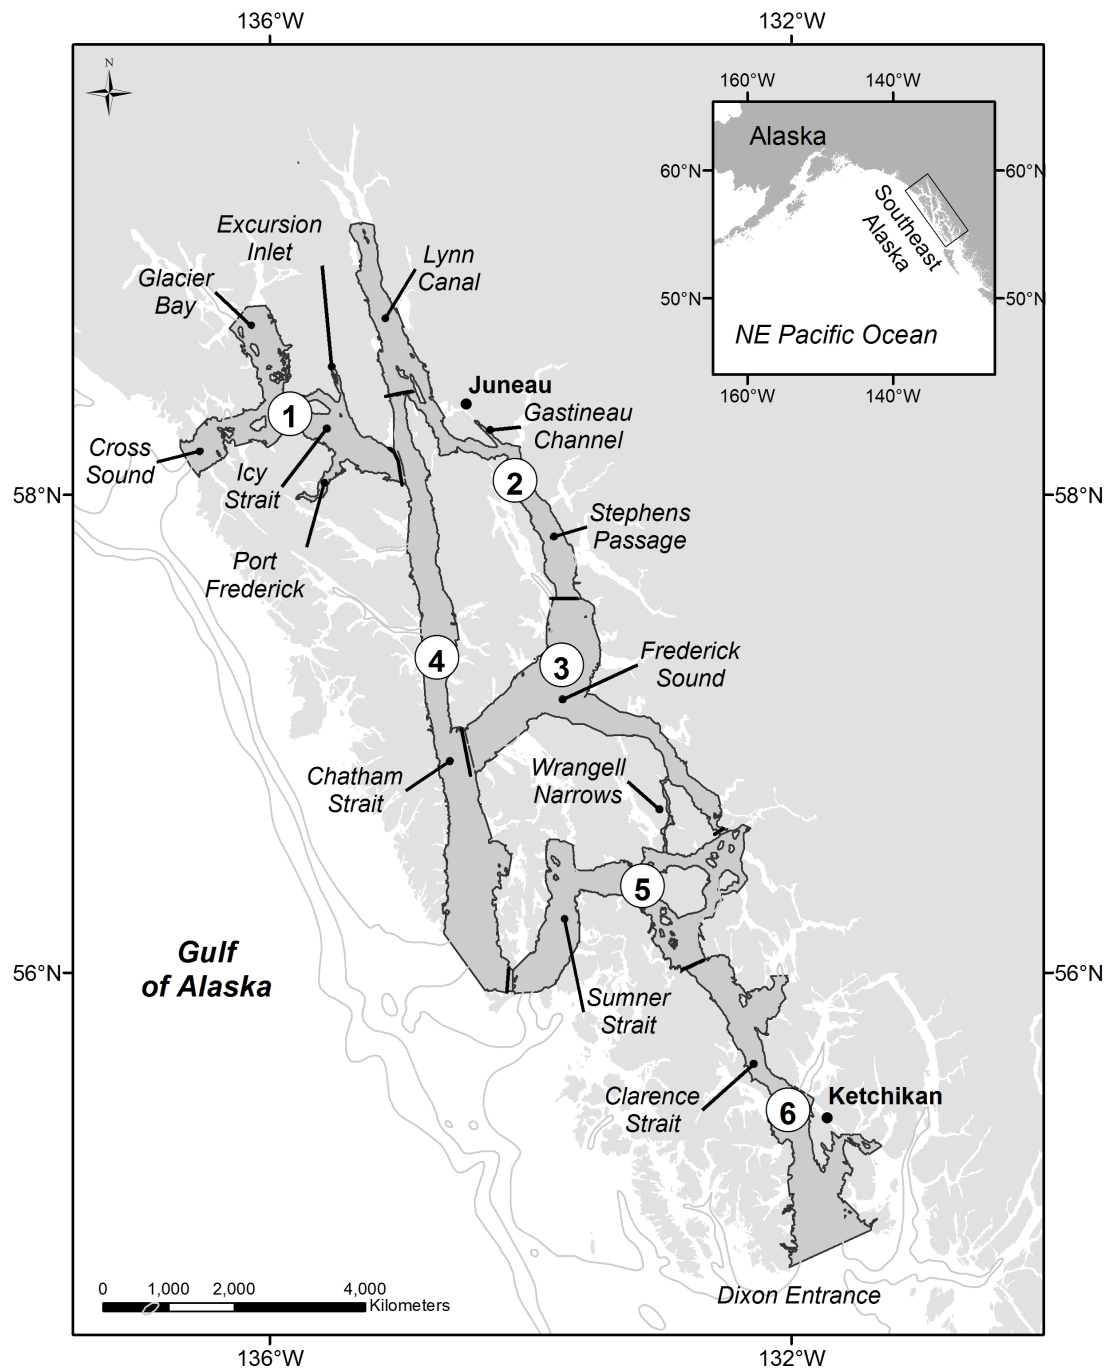 136°W
132°W
N
160°W
140°W
Alaska
60°N
60°N
Southeast
Alaska
50°N
50°N
NE Pacific Ocean
160°W
140°W
Excursion
Inlet
Lynn
Canal
Glacier
Bay
Juneau
Gastineau
Channel
1
Cross
Sound
Icy
Strait
2
58°N
58°N
Stephens
Passage
Port
Frederick
4
3
Frederick
Sound
Chatham
Strait
Wrangell
Narrows
5
Gulf
of Alaska
56°N
56°N
Sumner
Strait
Clarence
Strait
6
Ketchikan
0
1,000
2,000
4,000
Kilometers
Dixon Entrance
136°W
132°W